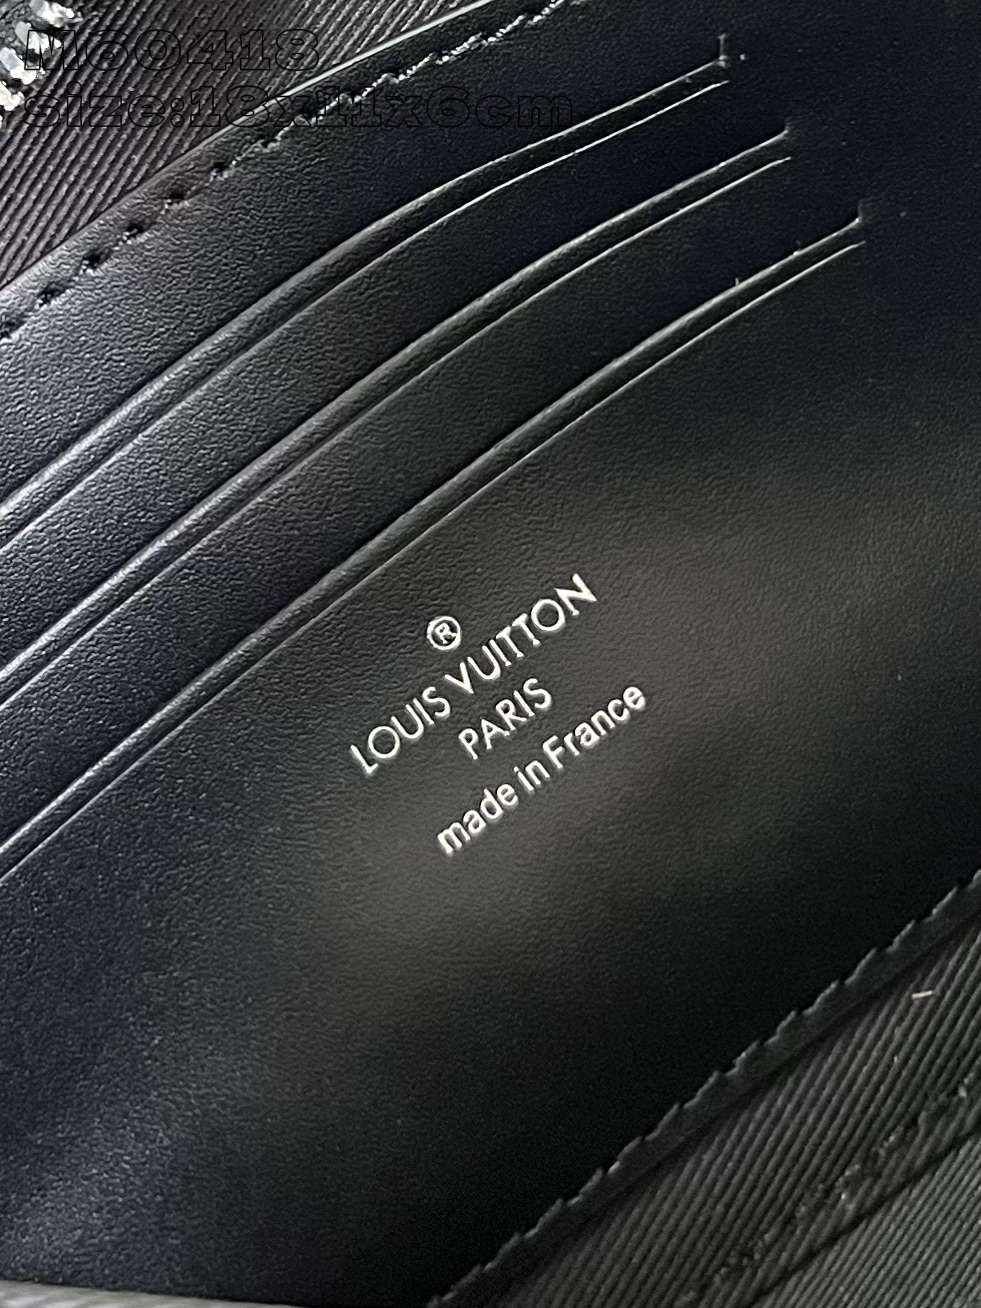 M60418
size:18x11x6cm
®
LOUIS VUITTON
PARIS
made in France